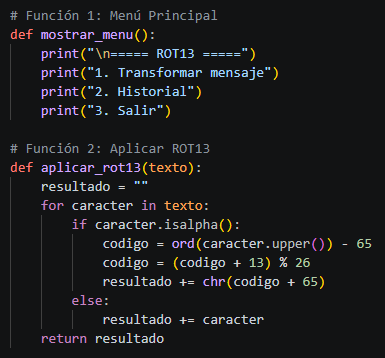 # Función 1: Menú Principal
def mostrar_menu():
    print("\n===== ROT13 =====")
    print("1. Transformar mensaje")
    print("2. Historial")
    print("3. Salir")

# Función 2: Aplicar ROT13
def aplicar_rot13(texto):
    resultado = ""
    for caracter in texto:
        if caracter.isalpha():
            codigo = ord(caracter.upper()) - 65
            codigo = (codigo + 13) % 26
            resultado += chr(codigo + 65)
        else:
            resultado += caracter
    return resultado